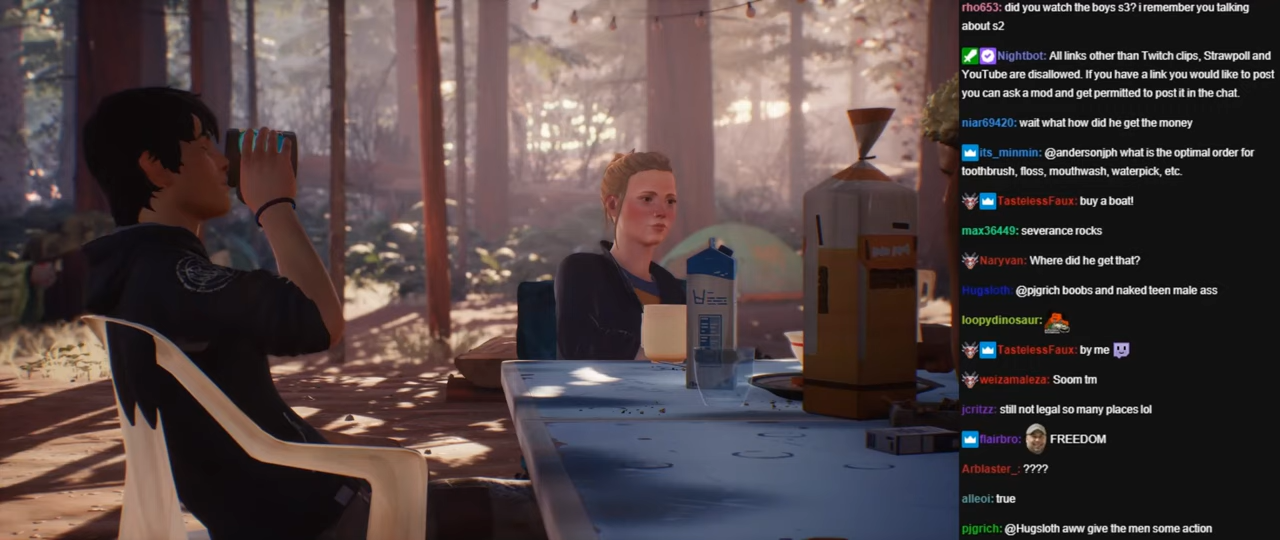 rho653: did you watch the boys s3? i remember you talking
about s2
Nightbot: All links other than Twitch clips, Strawpoll and
YouTube are disallowed. If you have a link you would like to post
you can ask a mod and get permitted to post it in the chat.
niar69420: wait what how did he get the money
its_minmin: @andersonjph what is the optimal order for
toothbrush, floss, mouthwash, waterpick, etc.
TastelessFaux: buy a boat!
max36449: severance rocks
Naryvan: Where did he get that?
Hugsloth: @pjgrich boobs and naked teen male ass
loopydinosaur:
TastelessFaux: by me
weizamaleza: Soom tm
jcritzz: still not legal so many places lol
flairbro: FREEDOM
Arblaster_: ????
alleoi: true
pjgrich: @Hugsloth aww give the men some action